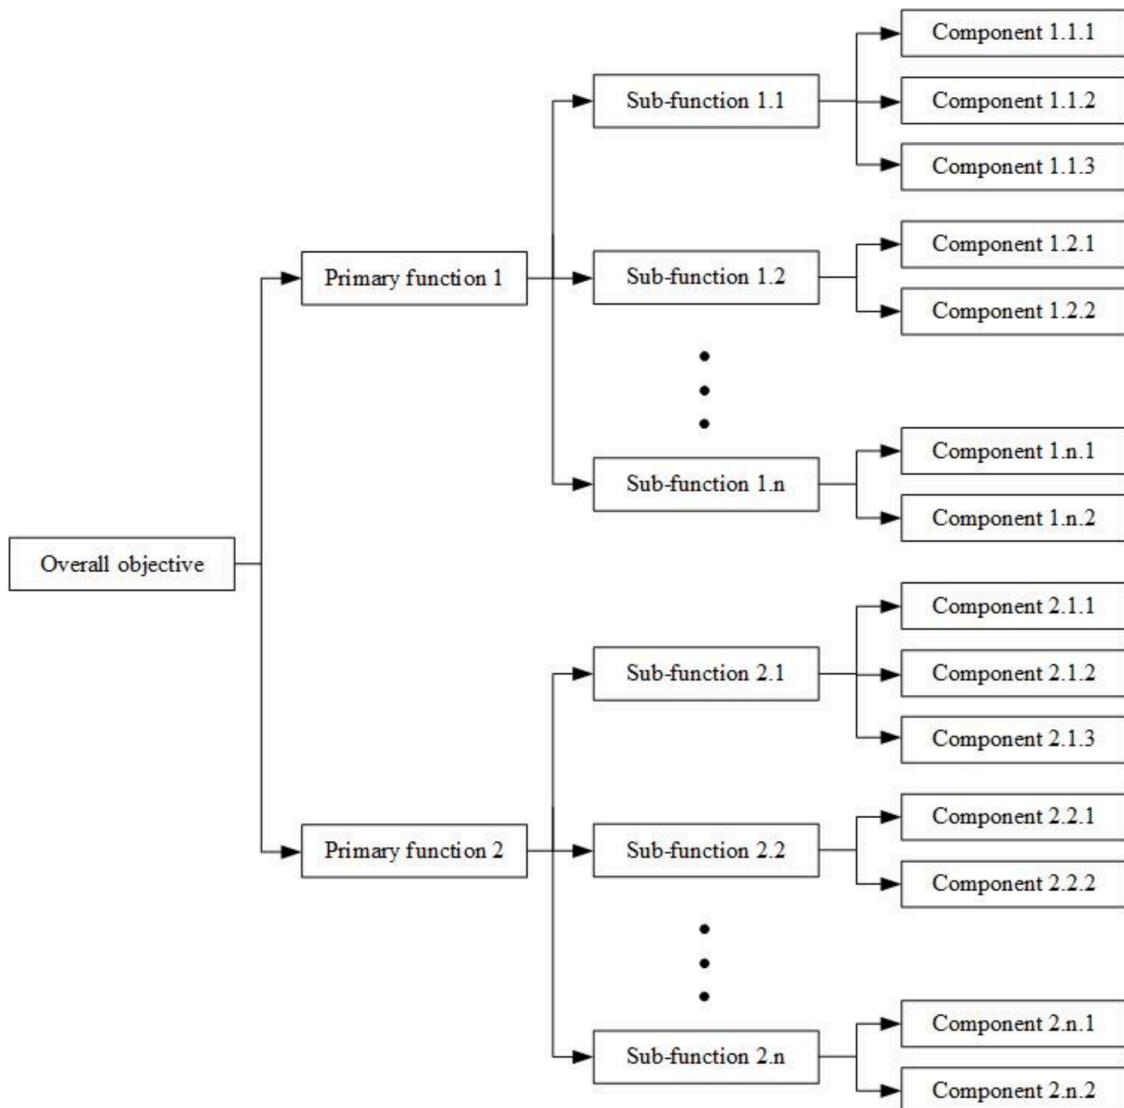 Component 1.1.1
Sub-function 1.1
Component 1.1.2
Component 1.1.3
Component 1.2.1
Primary function 1
Sub-function 1.2
Component 1.2.2
Component 1.n.1
Sub-function 1.n
Component 1.n.2
Overall objective
Component 2.1.1
Sub-function 2.1
Component 2.1.2
Component 2.1.3
Component 2.2.1
Primary function 2
Sub-function 2.2
Component 2.2.2
Component 2.n.1
Sub-function 2.n
Component 2.n.2